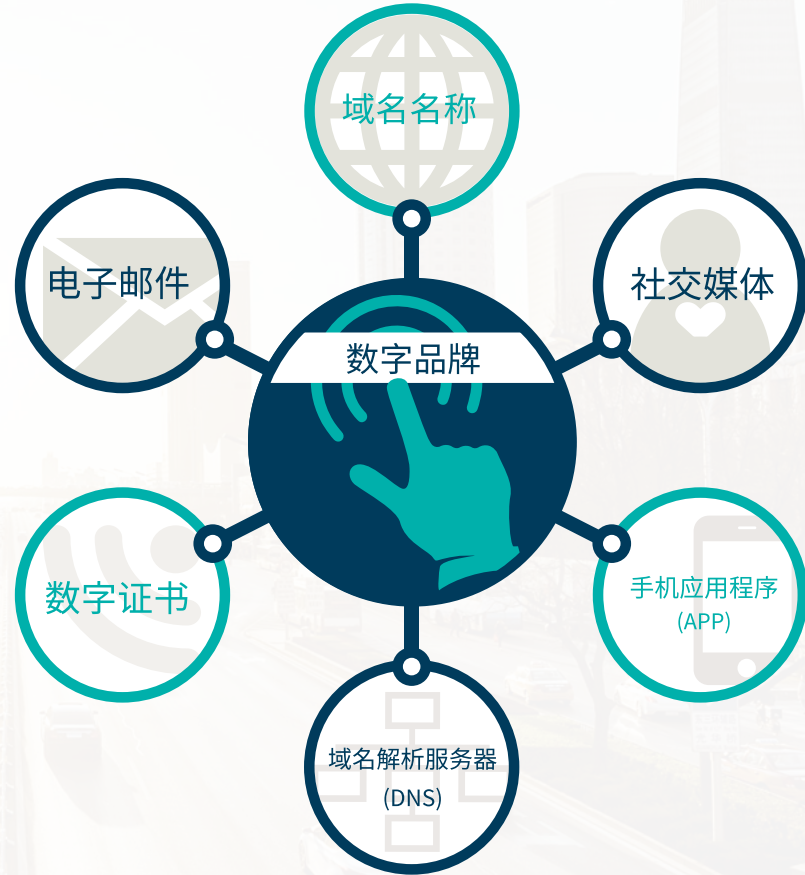 域名名称
电子邮件
社交媒体
数字品牌
数字证书
手机应用程序
(APP)
域名解析服务器
(DNS)